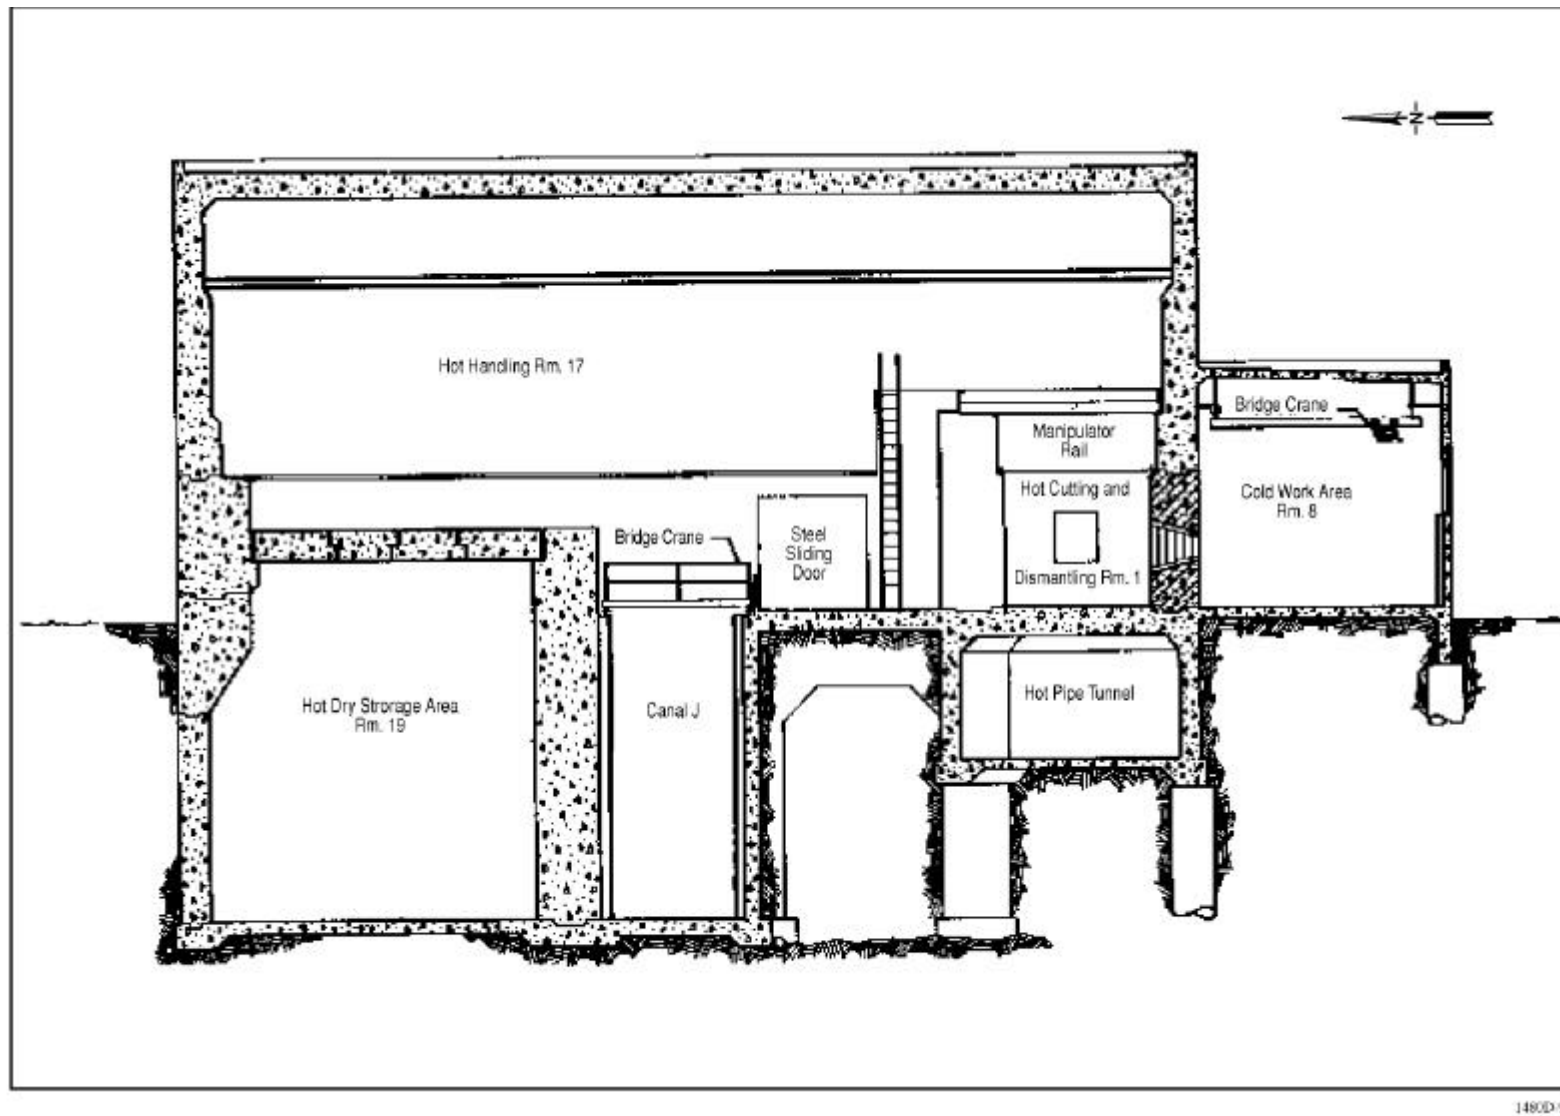 N
Hot Handling Rm. 17
Bridge Crane
Manipulator
Rail
Hot Cutting and
Cold Work Area
Rm. 8
Bridge Crane
Steel
Sliding
Door
Dismantling Rm. 1
Hot Dry Strorage Area
Rm. 19
Canal J
Hot Pipe Tunnel